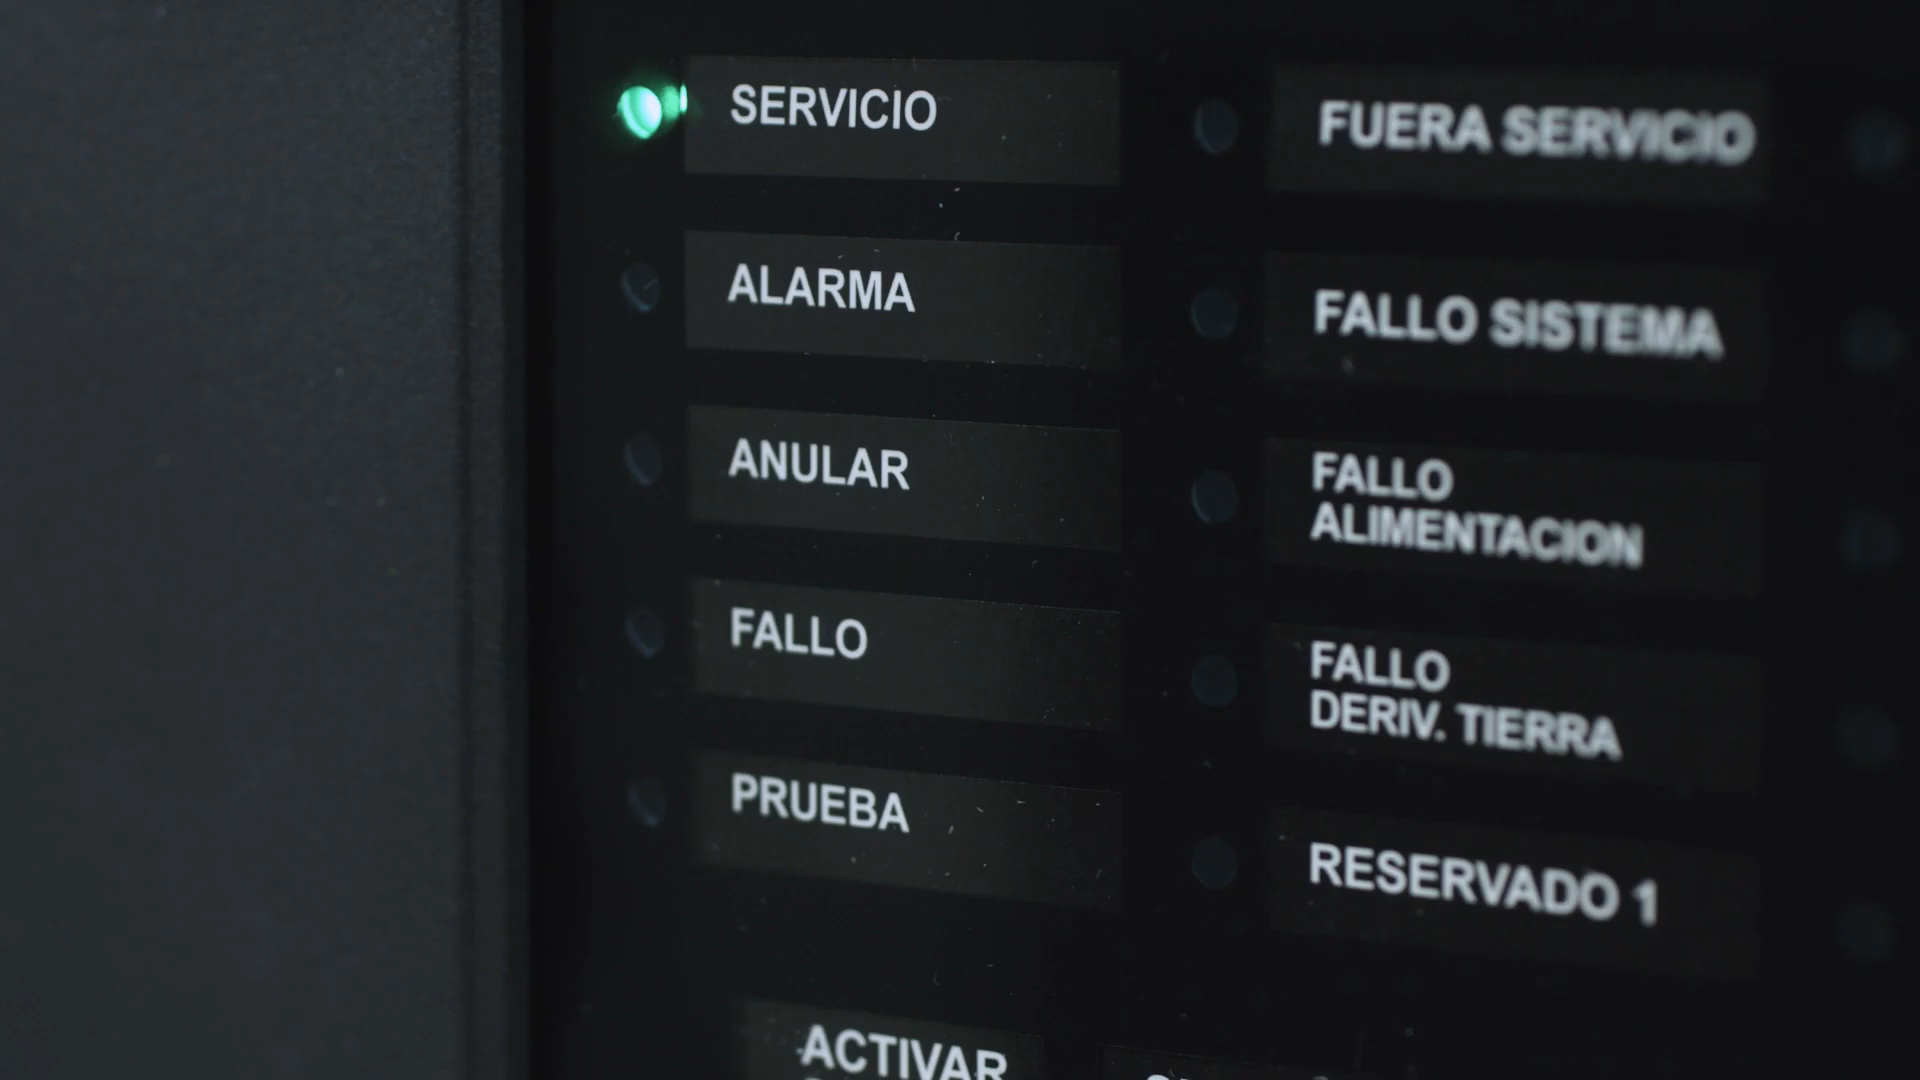 SERVICIO
ALARMA
ANULAR
FALLO
PRUEBA
FUERA SERVICIO
FALLO SISTEMA
FALLO
ALIMENTACION
FALLO
DERIV. TIERRA
RESERVADO 1
ACTIVAR